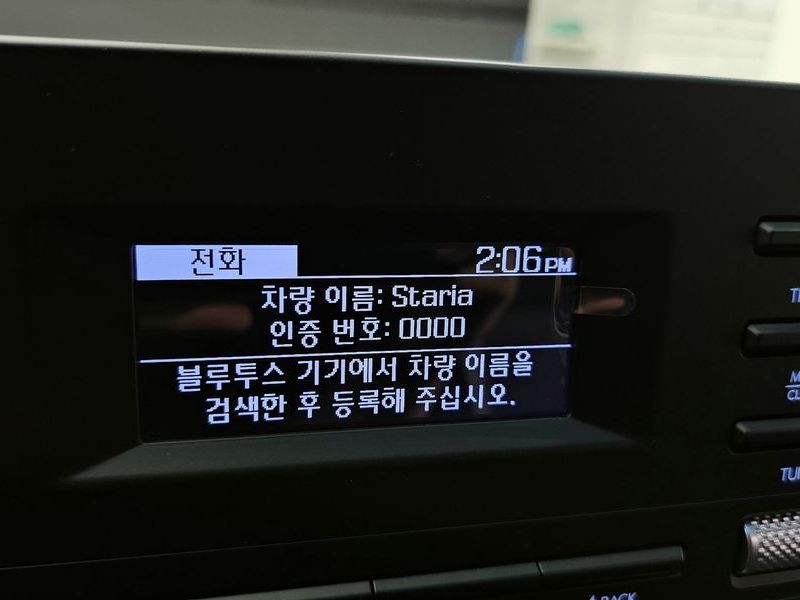 전화 2:06PM
차량 이름: Staria
인증 번호: 0000
블루투스 기기에서 차량 이름을
검색한 후 등록해 주십시오.